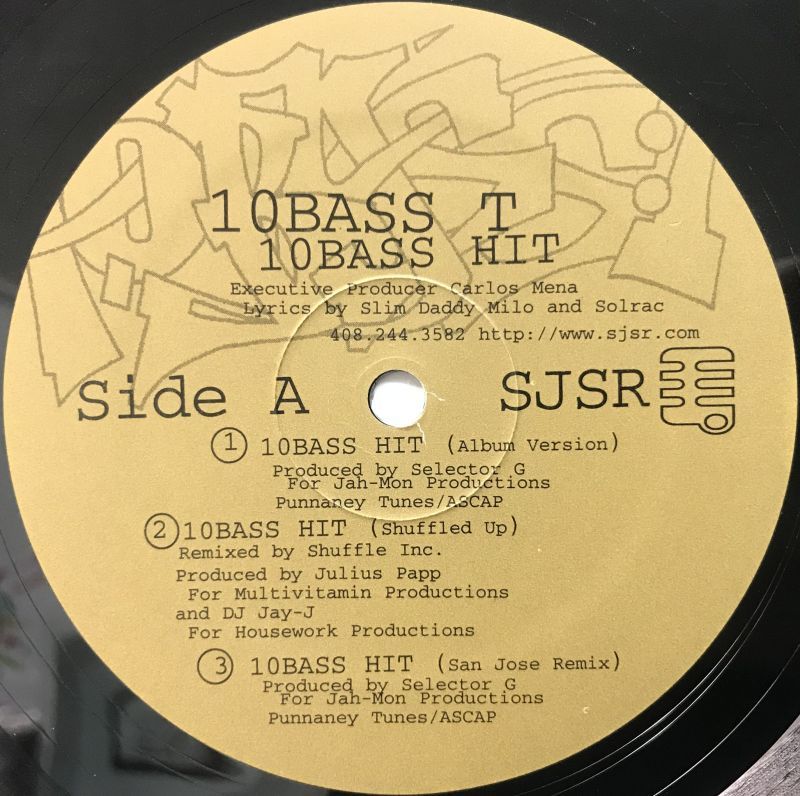 10BASS T
10BASS HIT
Executive Producer Carlos Mena
Lyrics by Slim Daddy Milo and Solrac
408.244.3582 http://www.sjsr.com
Side A
SJSR
1 10BASS HIT (Album Version)
Produced by Selector G
For Jah-Mon Productions
Punnaney Tunes/ASCAP
2 10BASS HIT (Shuffled Up)
Remixed by Shuffle Inc.
Produced by Julius Papp
For Multivitamin Productions
and DJ Jay-J
For Housework Productions
3 10BASS HIT (San Jose Remix)
Produced by Selector G
For Jah-Mon Productions
Punnaney Tunes/ASCAP